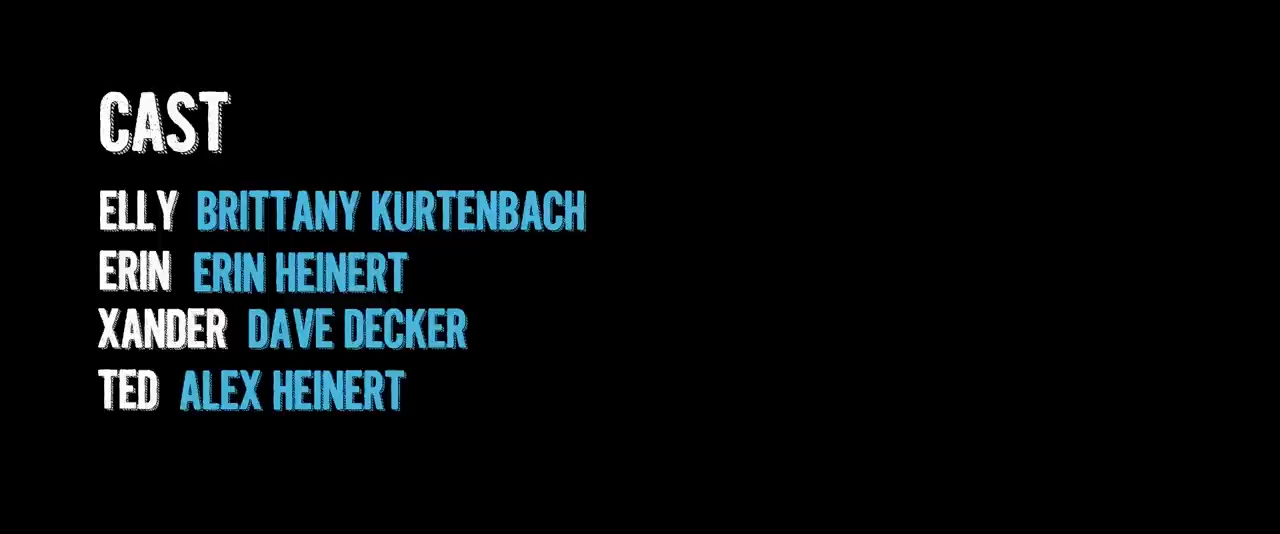 CAST
ELLY BRITTANY KURTENBACH
ERIN ERIN HEINERT
XANDER DAVE DECKER
TED ALEX HEINERT